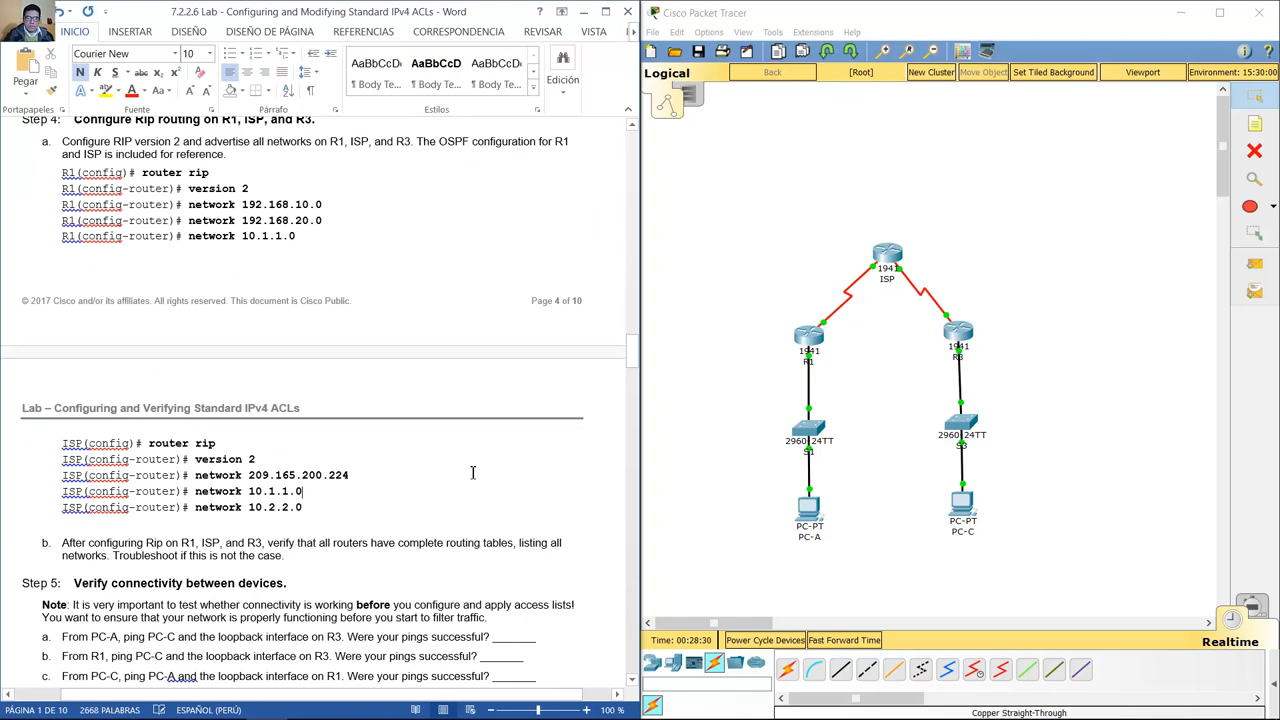 7.2.2.6 Lab - Configuring and Modifying Standard IPv4 ACLs - Word
INICIO INSERTAR DISEÑO DISEÑO DE PÁGINA REFERENCIAS CORRESPONDENCIA REVISAR VISTA
Courier New 10
Pegar
AaBbCcD AaBbCcD AaBbCcD
¶ Body Te... ¶ Body Te... ¶ Body Te...
Edición
Portapapeles Fuente Párrafo Estilos
Step 4: Configure Rip routing on R1, ISP, and R3.
a. Configure RIP version 2 and advertise all networks on R1, ISP, and R3. The OSPF configuration for R1
and ISP is included for reference.
R1(config)# router rip
R1(config-router)# version 2
R1(config-router)# network 192.168.10.0
R1(config-router)# network 192.168.20.0
R1(config-router)# network 10.1.1.0
© 2017 Cisco and/or its affiliates. All rights reserved. This document is Cisco Public. Page 4 of 10
Lab – Configuring and Verifying Standard IPv4 ACLs
ISP(config)# router rip
ISP(config-router)# version 2
ISP(config-router)# network 209.165.200.224
ISP(config-router)# network 10.1.1.0
ISP(config-router)# network 10.2.2.0
b. After configuring Rip on R1, ISP, and R3, verify that all routers have complete routing tables, listing all
networks. Troubleshoot if this is not the case.
Step 5: Verify connectivity between devices.
Note: It is very important to test whether connectivity is working before you configure and apply access lists!
You want to ensure that your network is properly functioning before you start to filter traffic.
a. From PC-A, ping PC-C and the loopback interface on R3. Were your pings successful? _______
b. From R1, ping PC-C and the loopback interface on R3. Were your pings successful? _______
c. From PC-C, ping PC-A and the loopback interface on R1. Were your pings successful? _______
PÁGINA 1 DE 10 2668 PALABRAS ESPAÑOL (PERÚ) 100 %
Cisco Packet Tracer
File Edit Options View Tools Extensions Help
Logical Back [Root] New Cluster Move Object Set Tiled Background Viewport Environment: 15:30:00
1941
ISP
1941
R1
1941
R3
2960-24TT
S1
2960-24TT
S3
PC-PT
PC-A
PC-PT
PC-C
Time: 00:28:30 Power Cycle Devices Fast Forward Time
Realtime
Copper Straight-Through